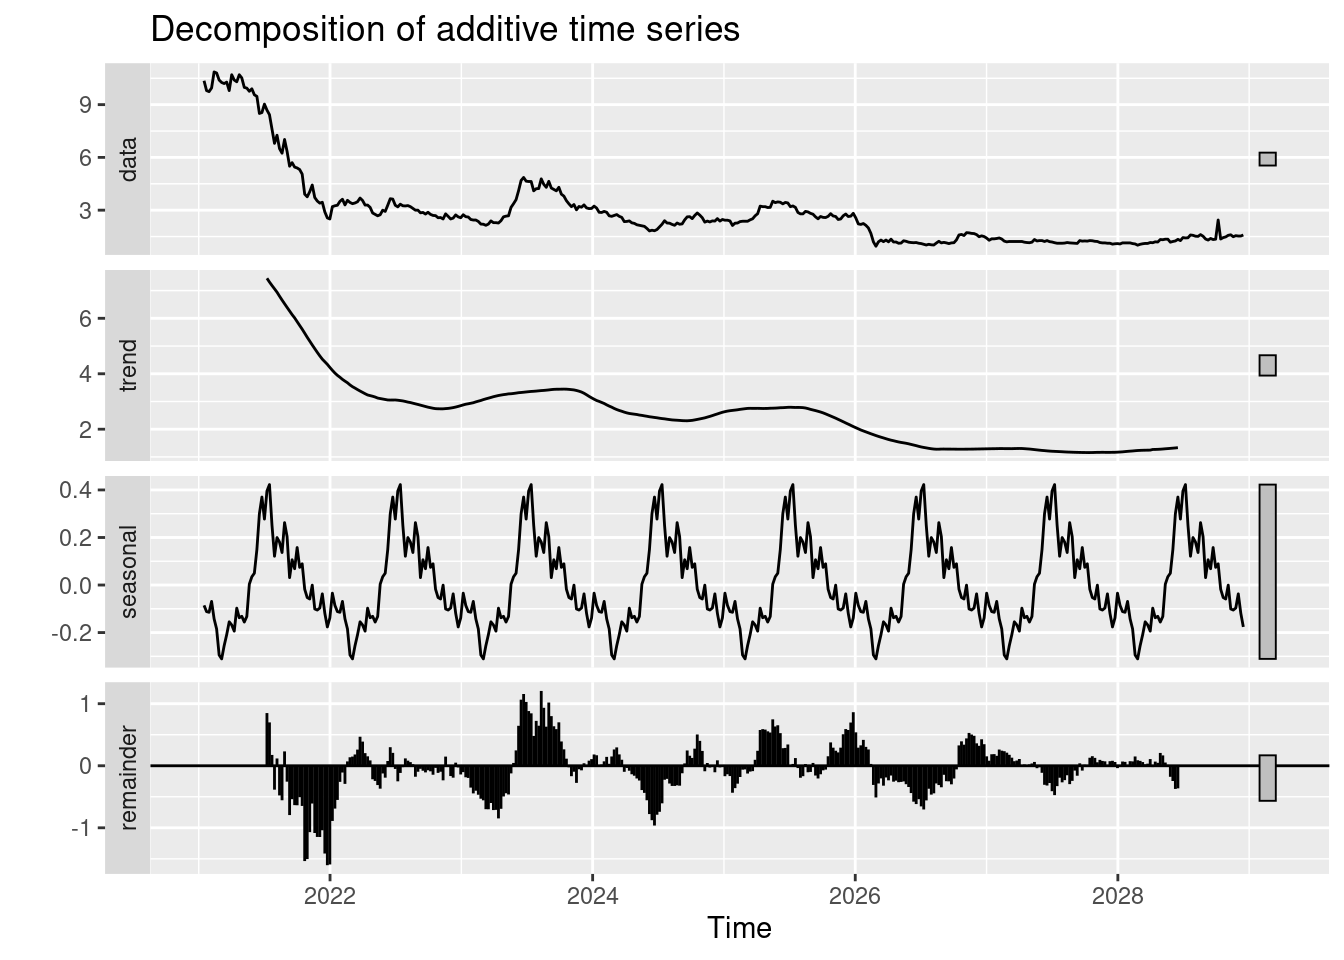 Decomposition of additive time series
data
9
6
3
trend
6
4
2
seasonal
0.4
0.2
0.0
-0.2
remainder
1
0
-1
2022 2024 2026 2028
Time